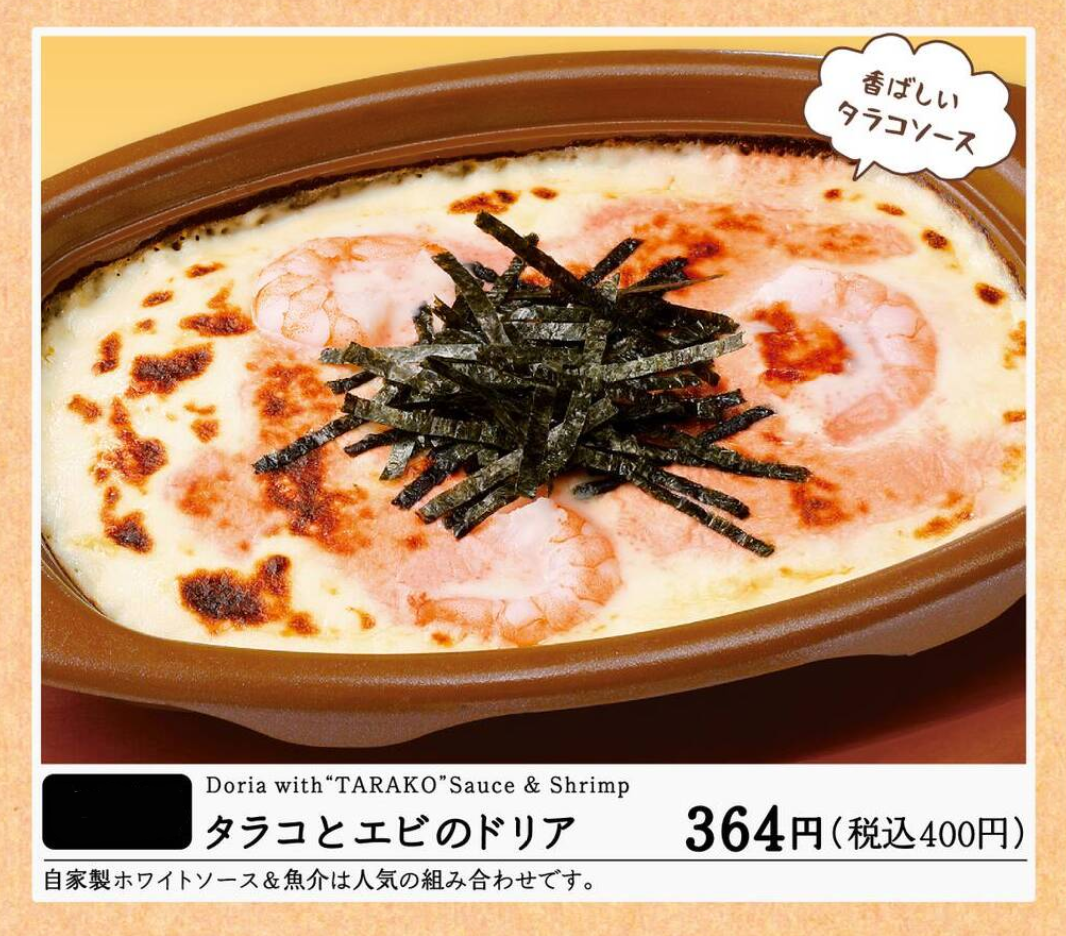 香ばしい
タラコソース
Doria with“TARAKO”Sauce & Shrimp
タラコとエビのドリア
364円(税込400円)
自家製ホワイトソース&魚介は人気の組み合わせです。